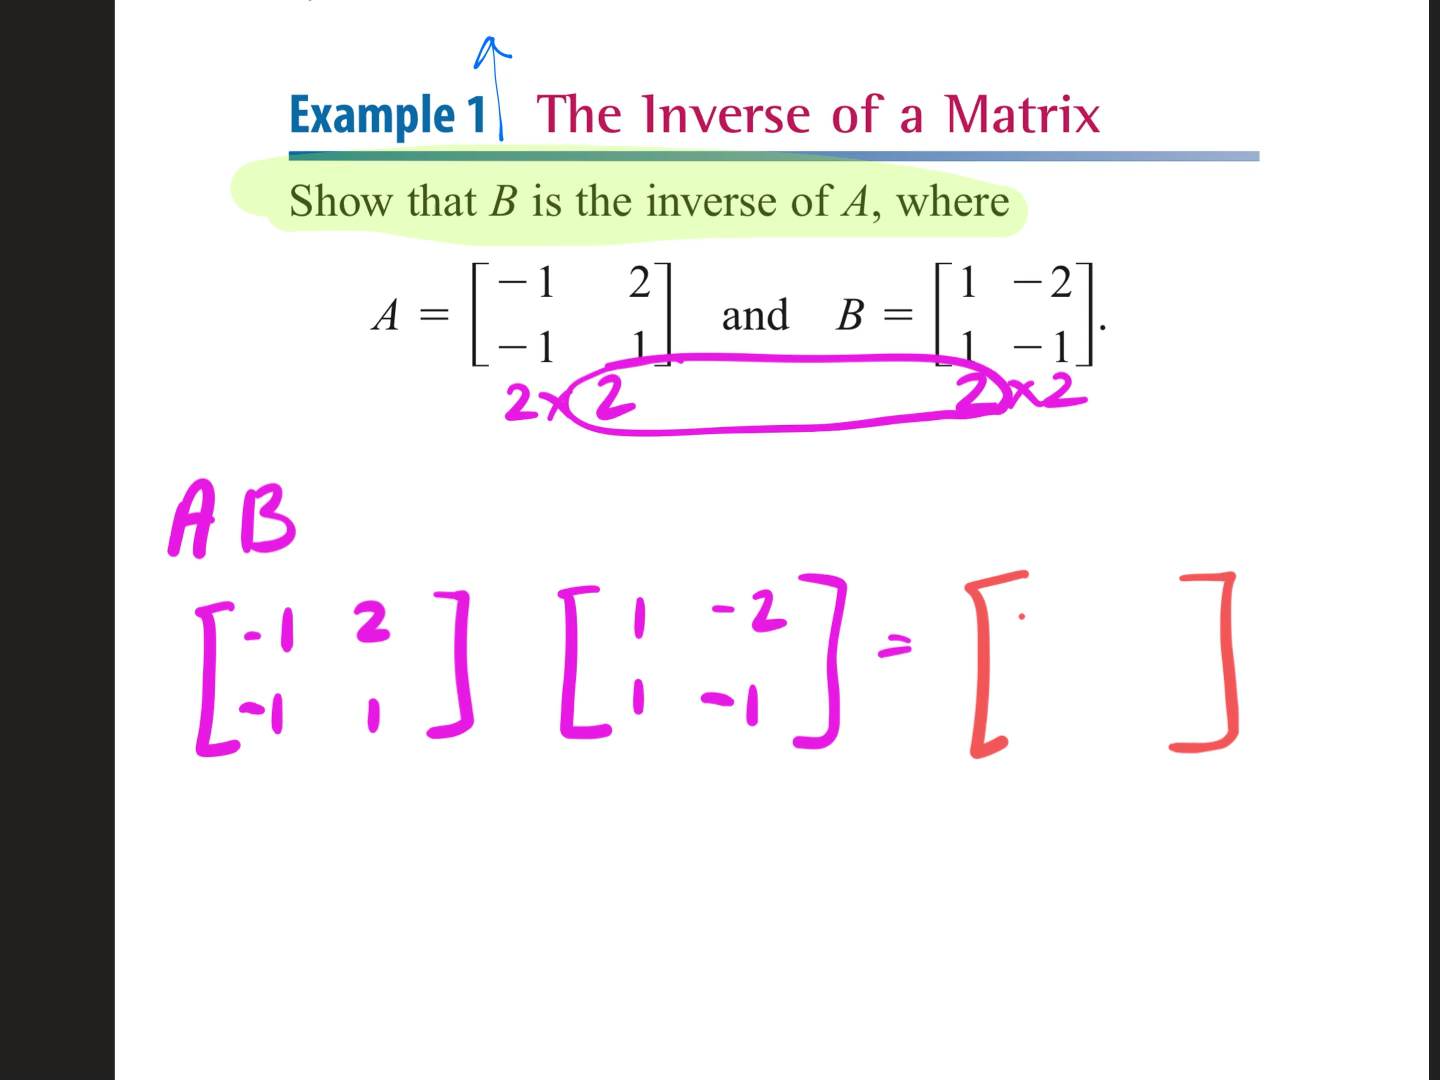 Example 1 The Inverse of a Matrix
Show that B is the inverse of A, where
A = [ −1 2 ] and B = [ 1 −2 ] .
[ −1 1 ] [ 1 −1 ]
2×2 2×2
A B
[ -1 2 ] [ 1 -2 ] = [ ]
[ -1 1 ] [ 1 -1 ]